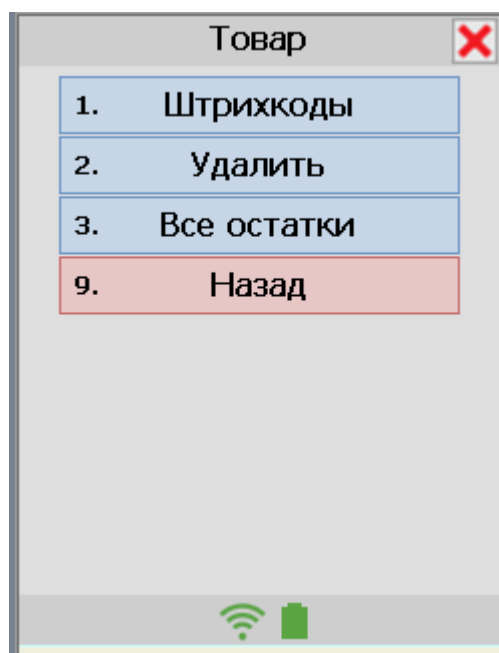 Товар
1. Штрихкоды
2. Удалить
3. Все остатки
9. Назад